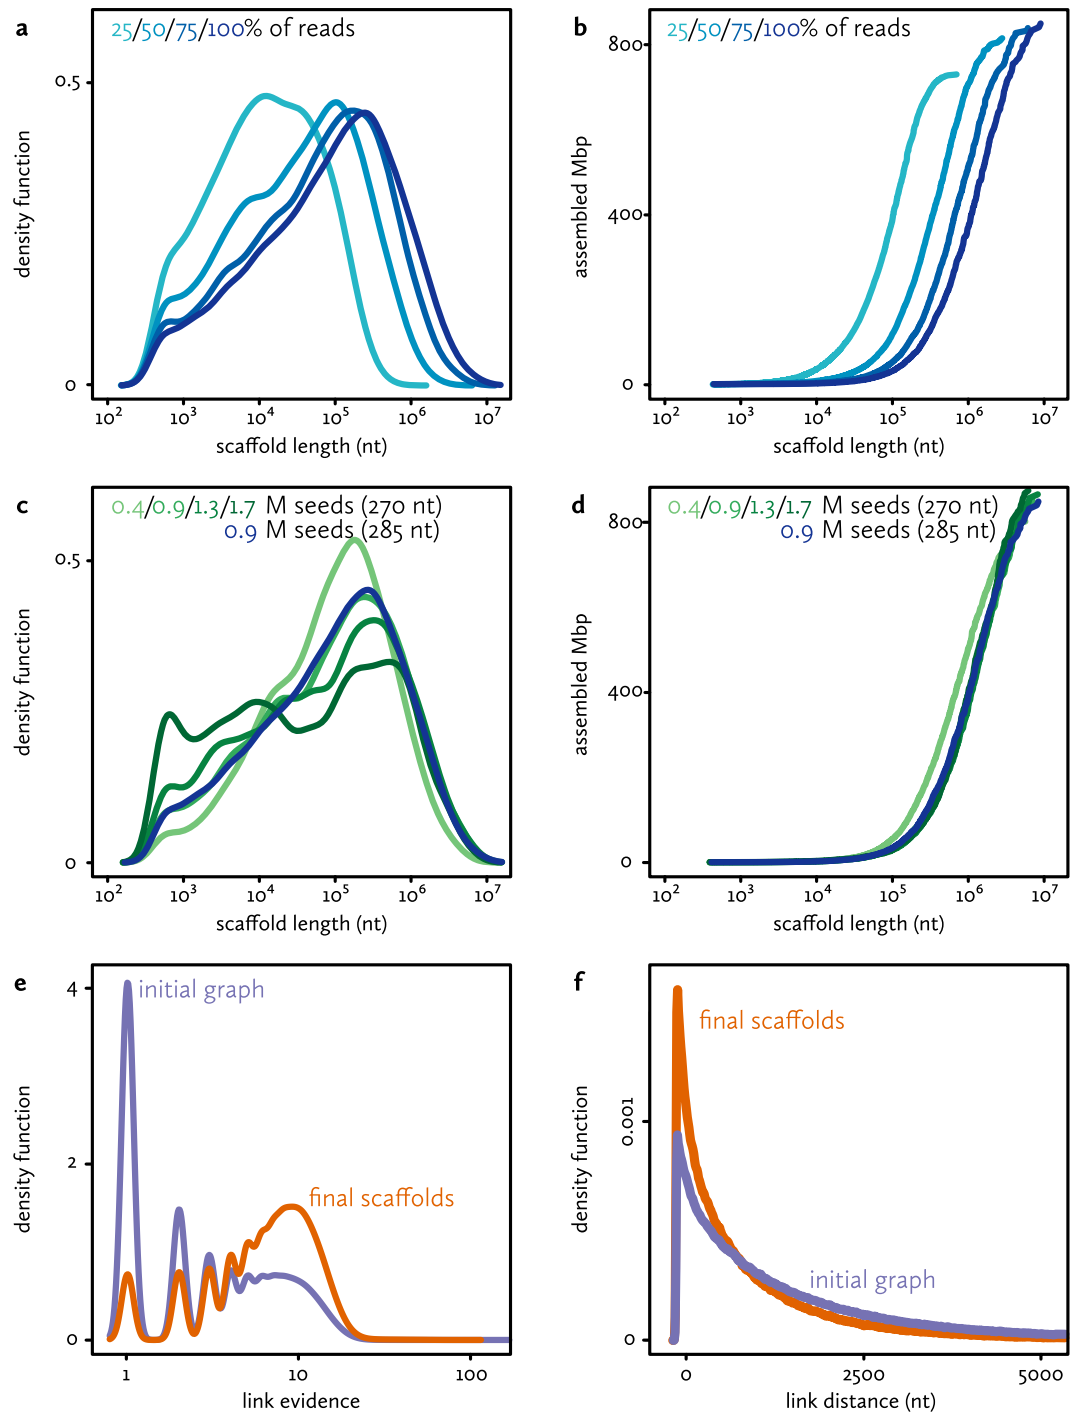 a
25/50/75/100% of reads
0.5
0
density function
10² 10³ 10⁴ 10⁵ 10⁶ 10⁷
scaffold length (nt)
b
25/50/75/100% of reads
800
400
0
assembled Mbp
10² 10³ 10⁴ 10⁵ 10⁶ 10⁷
scaffold length (nt)
c
0.4/0.9/1.3/1.7 M seeds (270 nt)
0.9 M seeds (285 nt)
0.5
0
density function
10² 10³ 10⁴ 10⁵ 10⁶ 10⁷
scaffold length (nt)
d
0.4/0.9/1.3/1.7 M seeds (270 nt)
0.9 M seeds (285 nt)
800
400
0
assembled Mbp
10² 10³ 10⁴ 10⁵ 10⁶ 10⁷
scaffold length (nt)
e
initial graph
final scaffolds
4
2
0
density function
1 10 100
link evidence
f
final scaffolds
initial graph
0.001
0
density function
0 2500 5000
link distance (nt)